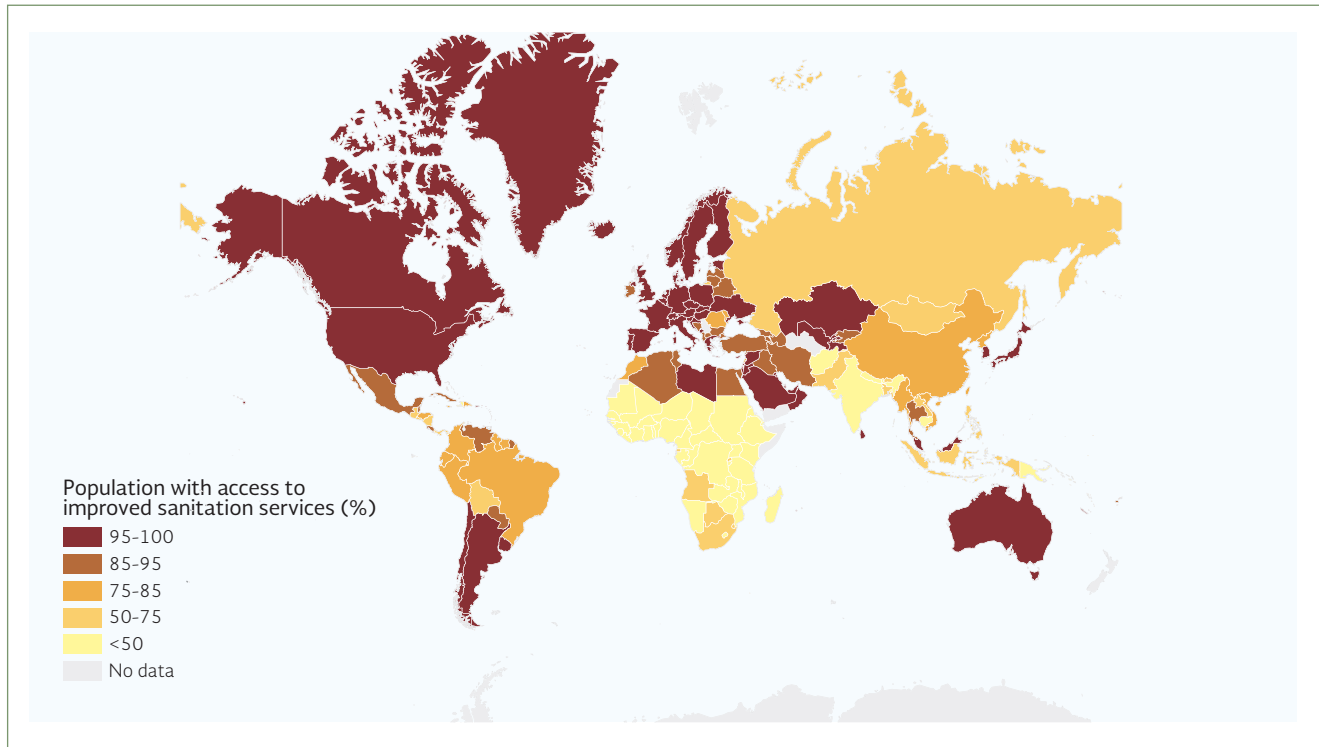 Population with access to
improved sanitation services (%)
95-100
85-95
75-85
50-75
<50
No data